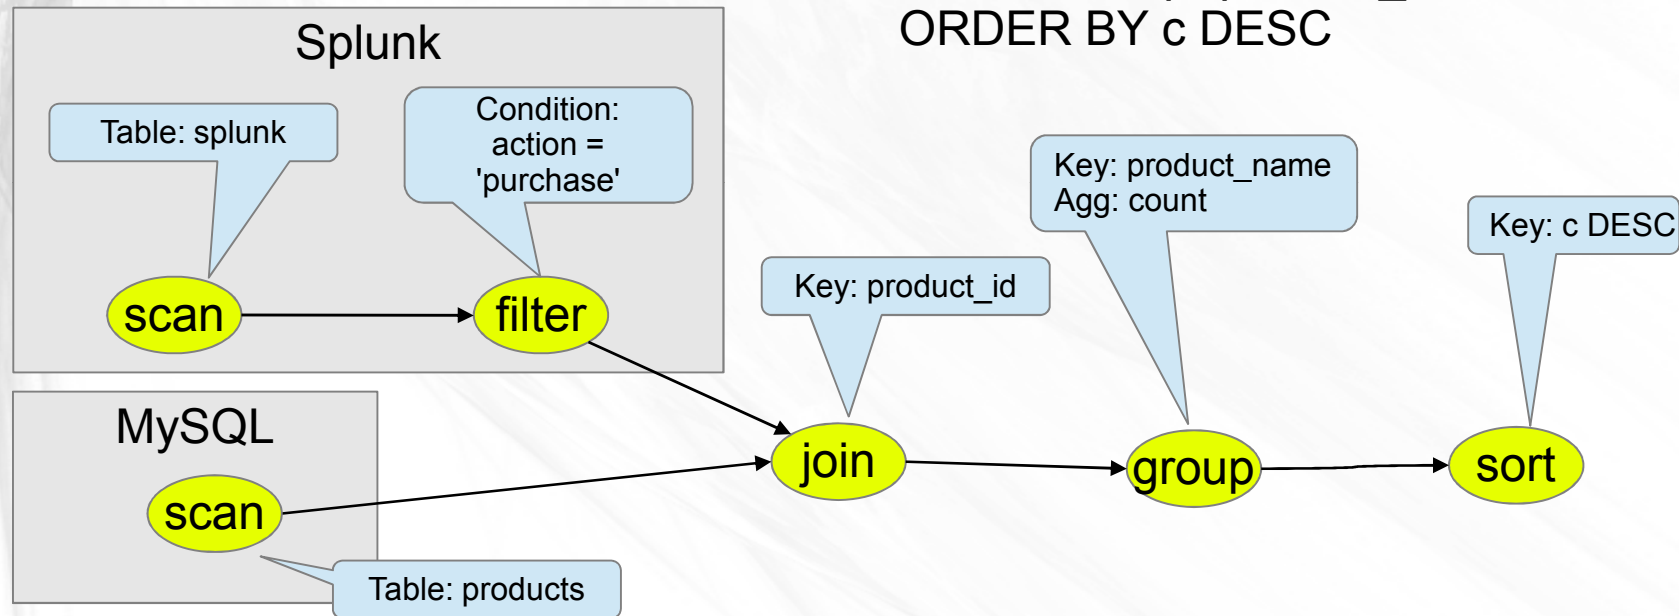 ORDER BY c DESC
Splunk
Table: splunk
Condition:
action =
'purchase'
Key: product_name
Agg: count
Key: c DESC
Key: product_id
scan
filter
MySQL
join
group
sort
scan
Table: products